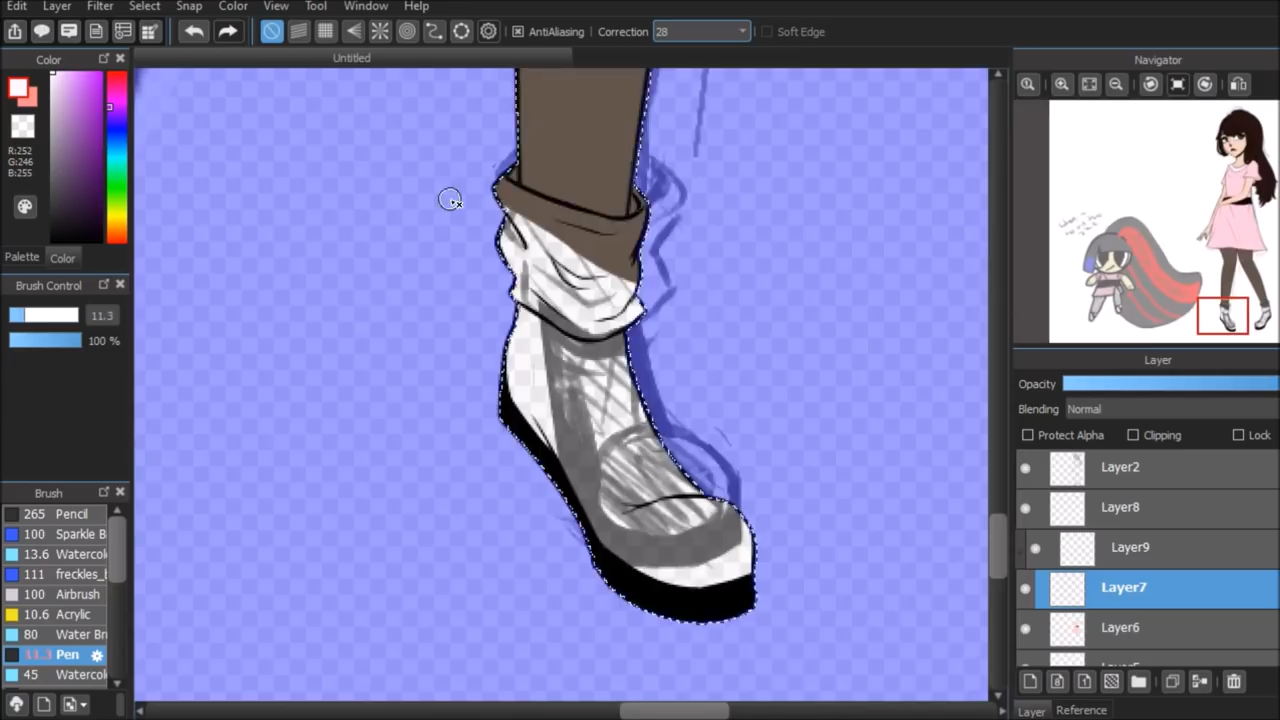 Edit Layer Filter Snap Color View Tool Window Help
AntiAliasing Correction 28 Soft Edge
Color
Untitled
Navigator
R:252
G:246
B:255
Palette Color
Brush Control
11.3
100 %
Brush
265 Pencil
100 Sparkle B
13.6 Watercol
111 freckles_b
100 Airbrush
10.6 Acrylic
80 Water Br
11.3 Pen
45 Watercol
Layer
Opacity
Blending Normal
Protect Alpha Clipping Lock
Layer2
Layer8
Layer9
Layer7
Layer6
Layer Reference